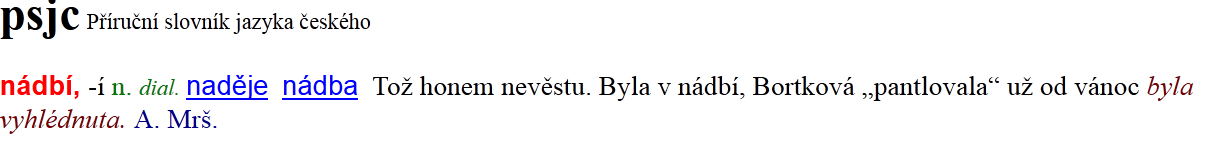 psjc Příruční slovník jazyka českého
nádbí, -í n. dial. naděje nádba Tož honem nevěstu. Byla v nádbí, Bortková „pantlovala“ už od vánoc byla
vyhlédnuta. A. Mrš.